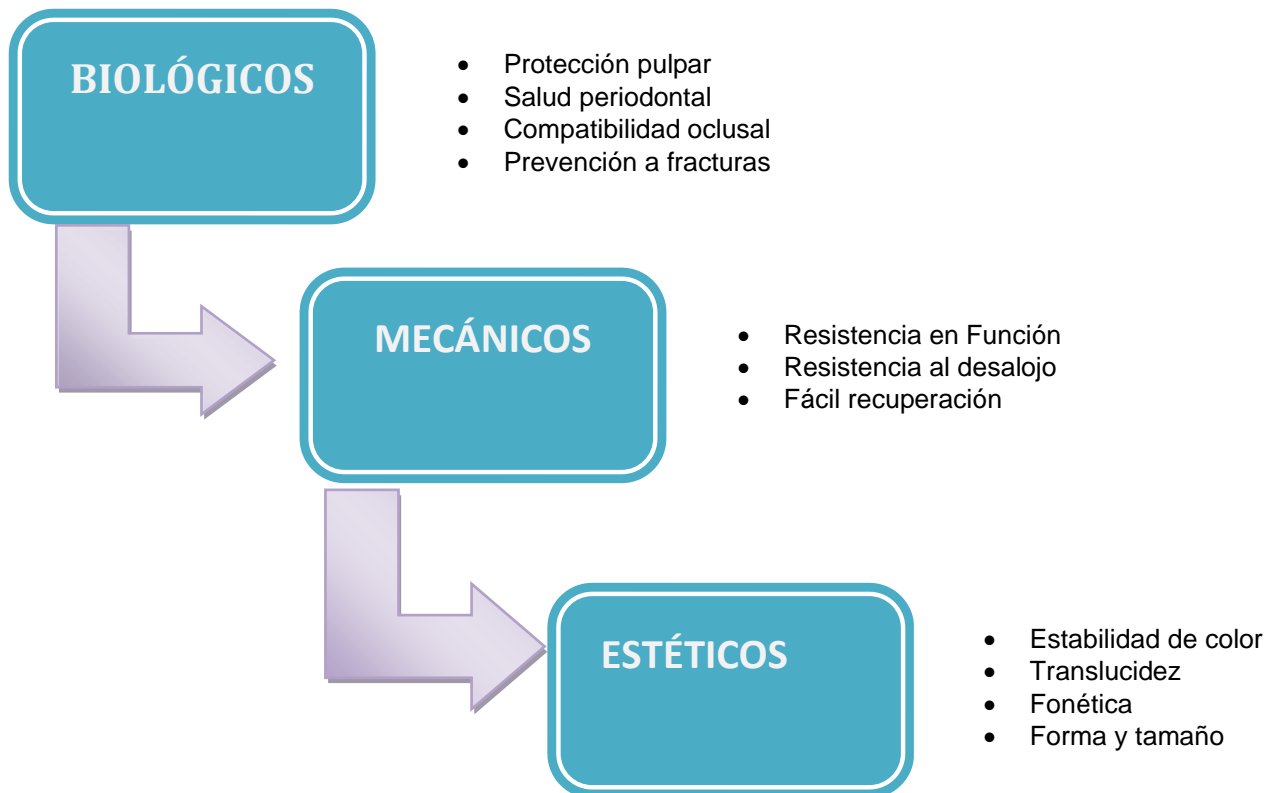 BIOLÓGICOS
• Protección pulpar
• Salud periodontal
• Compatibilidad oclusal
• Prevención a fracturas
MECÁNICOS
• Resistencia en Función
• Resistencia al desalojo
• Fácil recuperación
ESTÉTICOS
• Estabilidad de color
• Translucidez
• Fonética
• Forma y tamaño